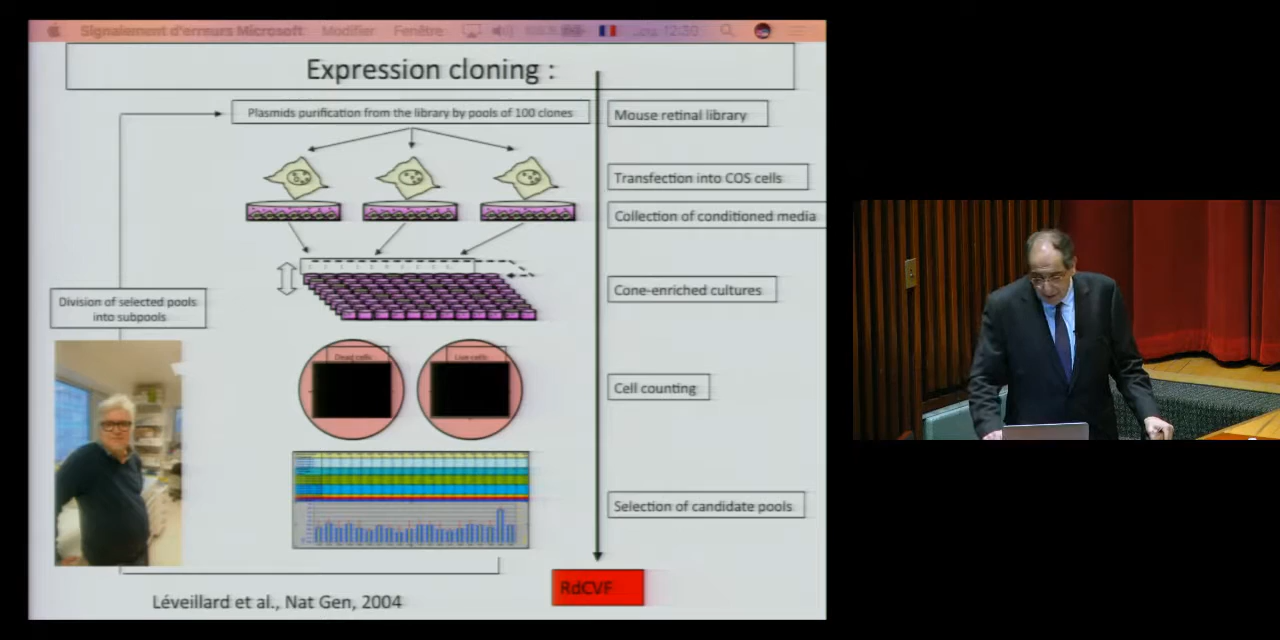 Signalement d'erreurs Microsoft Modifier Fenêtre 12:30
Expression cloning :
Plasmids purification from the library by pools of 100 clones
Mouse retinal library
Transfection into COS cells
Collection of conditioned media
Cone-enriched cultures
Division of selected pools
into subpools
Dead cells
Live cells
Cell counting
Selection of candidate pools
RdCVF
Léveillard et al., Nat Gen, 2004